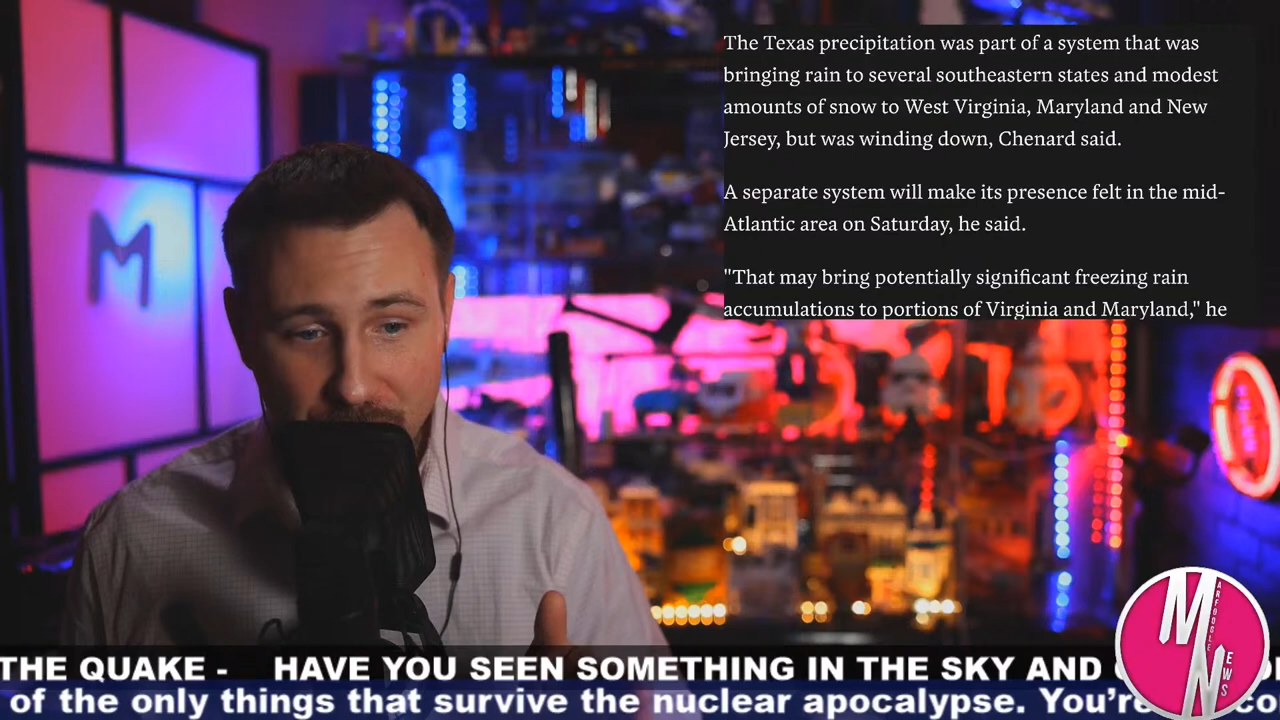 The Texas precipitation was part of a system that was
bringing rain to several southeastern states and modest
amounts of snow to West Virginia, Maryland and New
Jersey, but was winding down, Chenard said.
A separate system will make its presence felt in the mid-
Atlantic area on Saturday, he said.
"That may bring potentially significant freezing rain
accumulations to portions of Virginia and Maryland," he
M
MARFOOGLE
NEWS
THE QUAKE - HAVE YOU SEEN SOMETHING IN THE SKY AND
of the only things that survive the nuclear apocalypse. You're